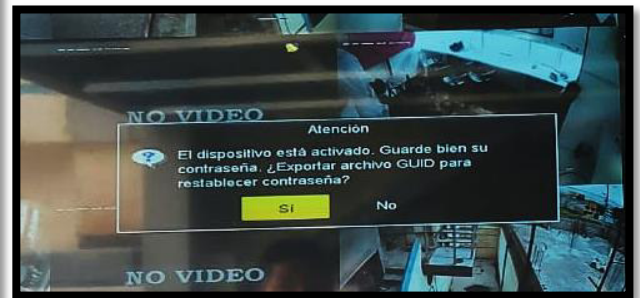 NO VIDEO
Atención
El dispositivo está activado. Guarde bien su
contraseña. ¿Exportar archivo GUID para
restablecer contraseña?
Sí
No
NO VIDEO